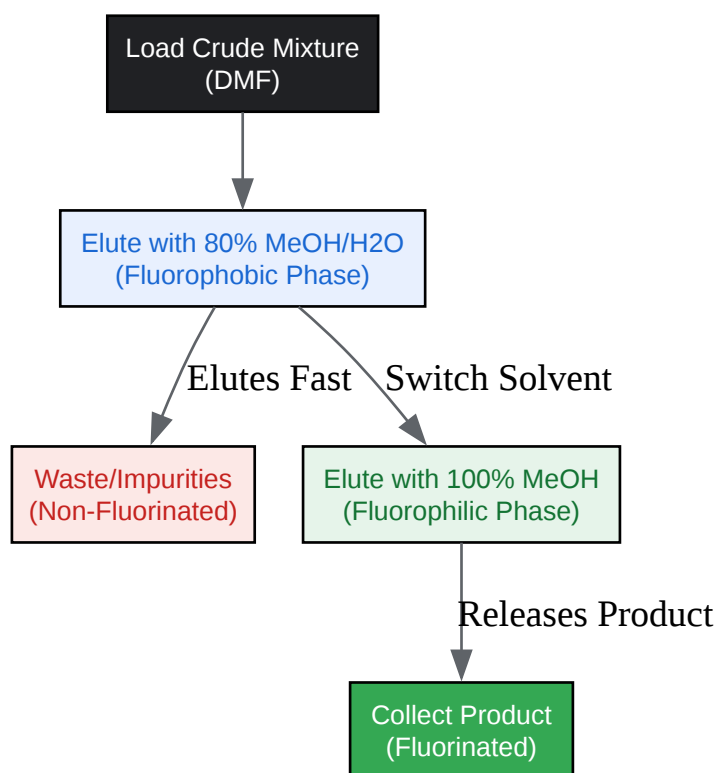 Load Crude Mixture
(DMF)
Elute with 80% MeOH/H2O
(Fluorophobic Phase)
Elutes Fast
Switch Solvent
Waste/Impurities
(Non-Fluorinated)
Elute with 100% MeOH
(Fluorophilic Phase)
Releases Product
Collect Product
(Fluorinated)